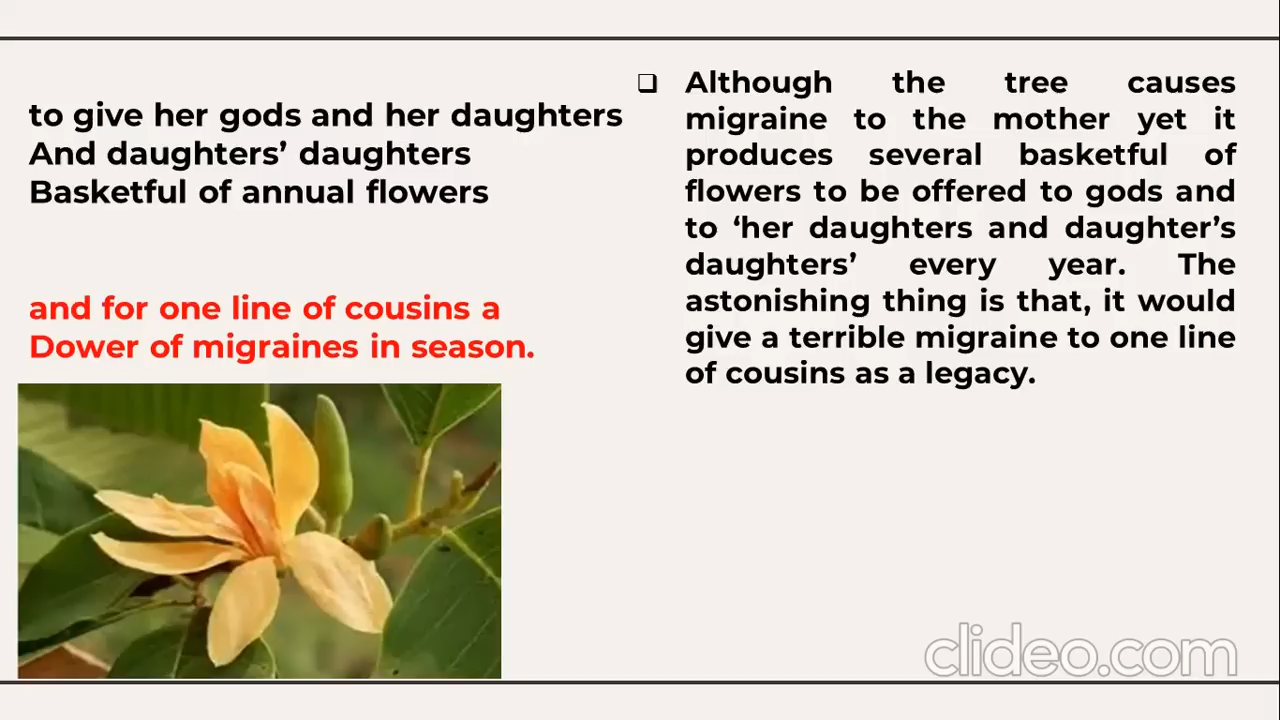 to give her gods and her daughters
And daughters’ daughters
Basketful of annual flowers
and for one line of cousins a
Dower of migraines in season.
❑ Although the tree causes
migraine to the mother yet it
produces several basketful of
flowers to be offered to gods and
to ‘her daughters and daughter’s
daughters’ every year. The
astonishing thing is that, it would
give a terrible migraine to one line
of cousins as a legacy.
clideo.com